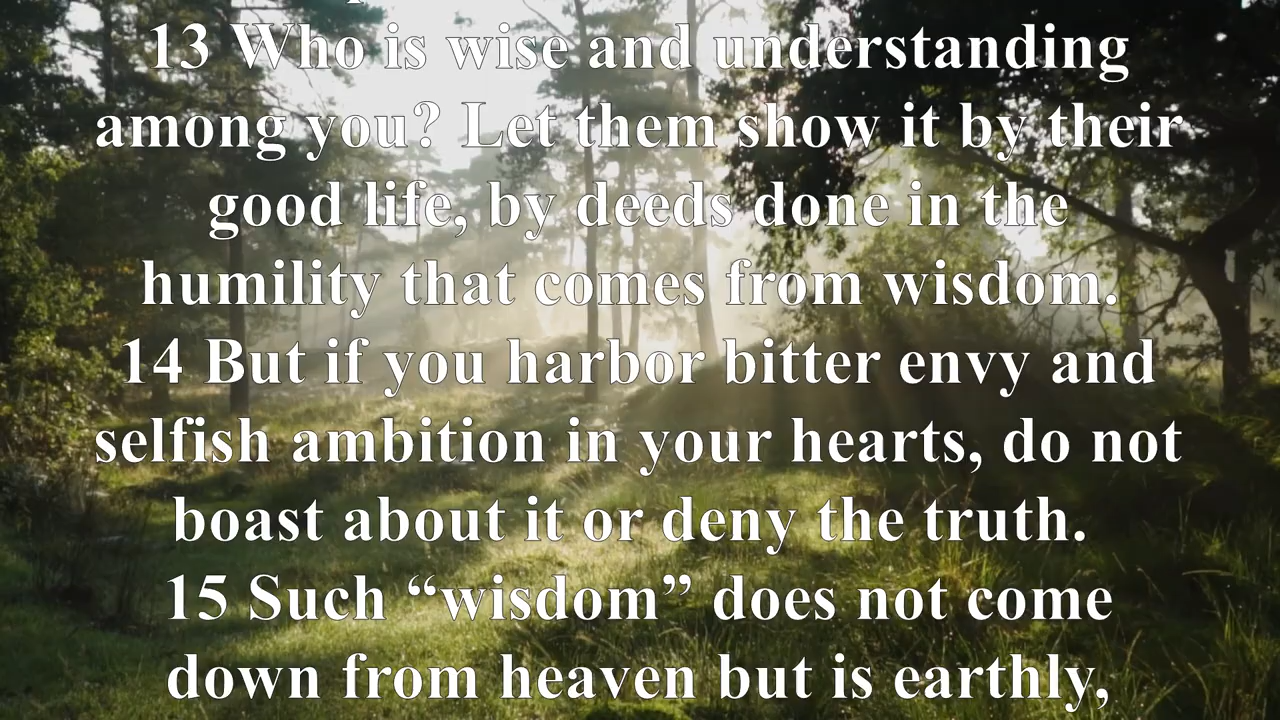 13 Who is wise and understanding
among you? Let them show it by their
good life, by deeds done in the
humility that comes from wisdom.
14 But if you harbor bitter envy and
selfish ambition in your hearts, do not
boast about it or deny the truth.
15 Such “wisdom” does not come
down from heaven but is earthly,